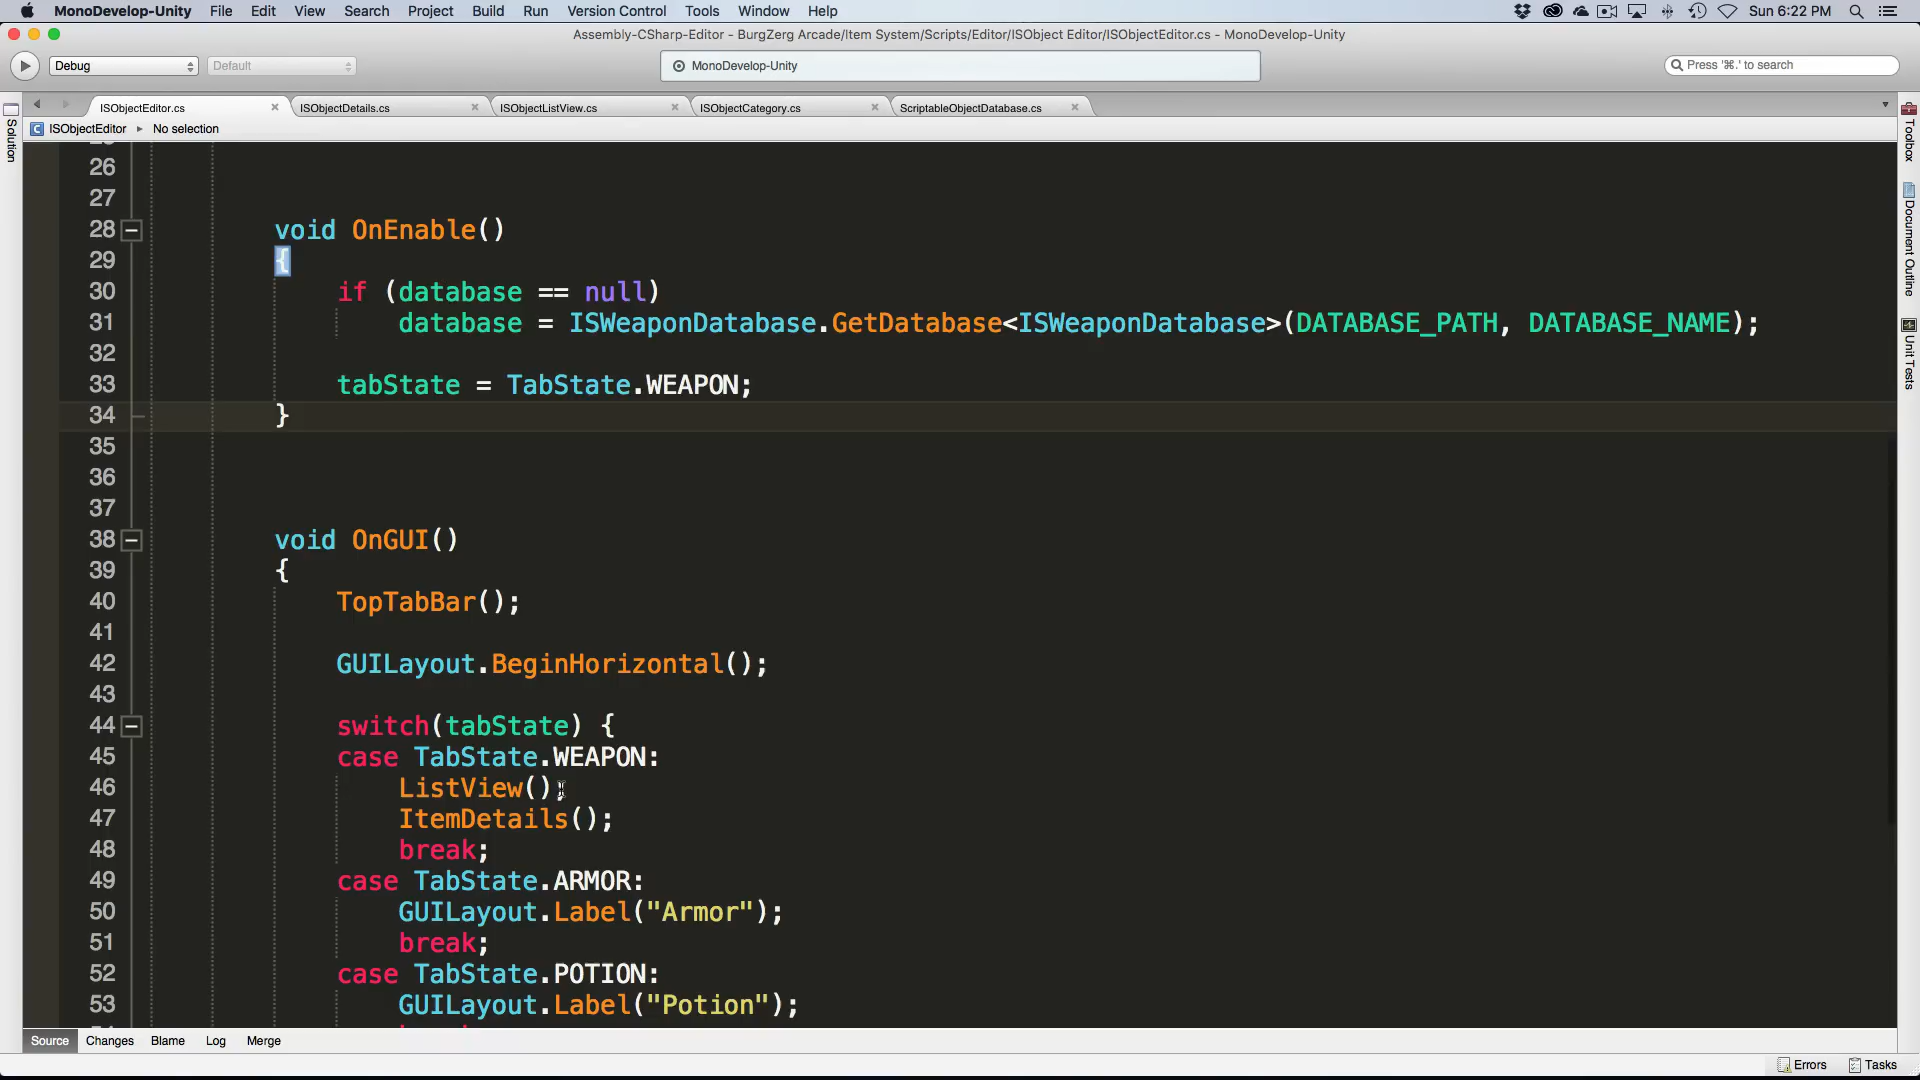 MonoDevelop-Unity File Edit View Search Project Build Run Version Control Tools Window Help Sun 6:22 PM
Assembly-CSharp-Editor - BurgZerg Arcade/Item System/Scripts/Editor/ISObject Editor/ISObjectEditor.cs - MonoDevelop-Unity
Debug Default MonoDevelop-Unity Press '⌘.' to search
ISObjectEditor.cs ISObjectDetails.cs ISObjectListView.cs ISObjectCategory.cs ScriptableObjectDatabase.cs
ISObjectEditor No selection
Solution
Toolbox
Document Outline
Unit Tests
26
27
28 void OnEnable()
29 {
30 if (database == null)
31 database = ISWeaponDatabase.GetDatabase<ISWeaponDatabase>(DATABASE_PATH, DATABASE_NAME);
32
33 tabState = TabState.WEAPON;
34 }
35
36
37
38 void OnGUI()
39 {
40 TopTabBar();
41
42 GUILayout.BeginHorizontal();
43
44 switch(tabState) {
45 case TabState.WEAPON:
46 ListView();
47 ItemDetails();
48 break;
49 case TabState.ARMOR:
50 GUILayout.Label("Armor");
51 break;
52 case TabState.POTION:
53 GUILayout.Label("Potion");
Source Changes Blame Log Merge
Errors Tasks